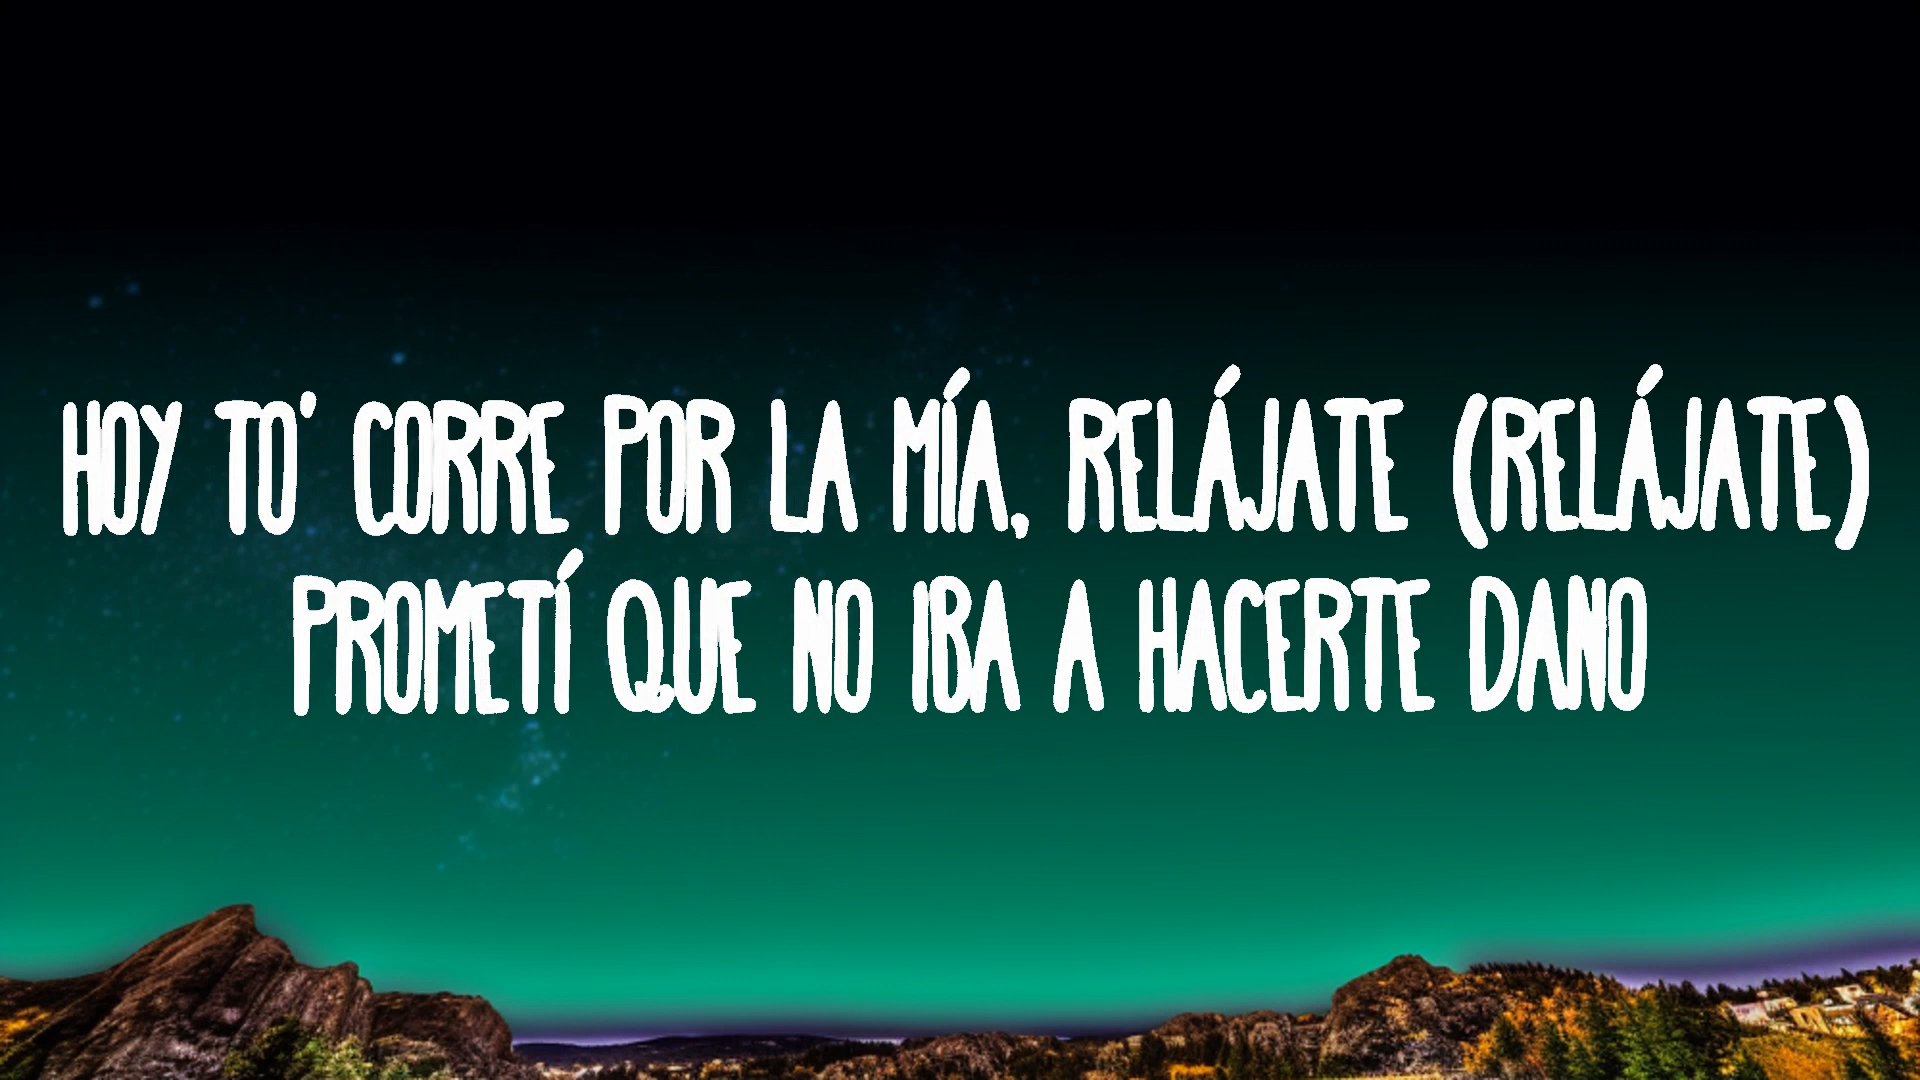 HOY TO' CORRE POR LA MÍA, RELÁJATE (RELÁJATE)
PROMETÍ QUE NO IBA A HACERTE DANO